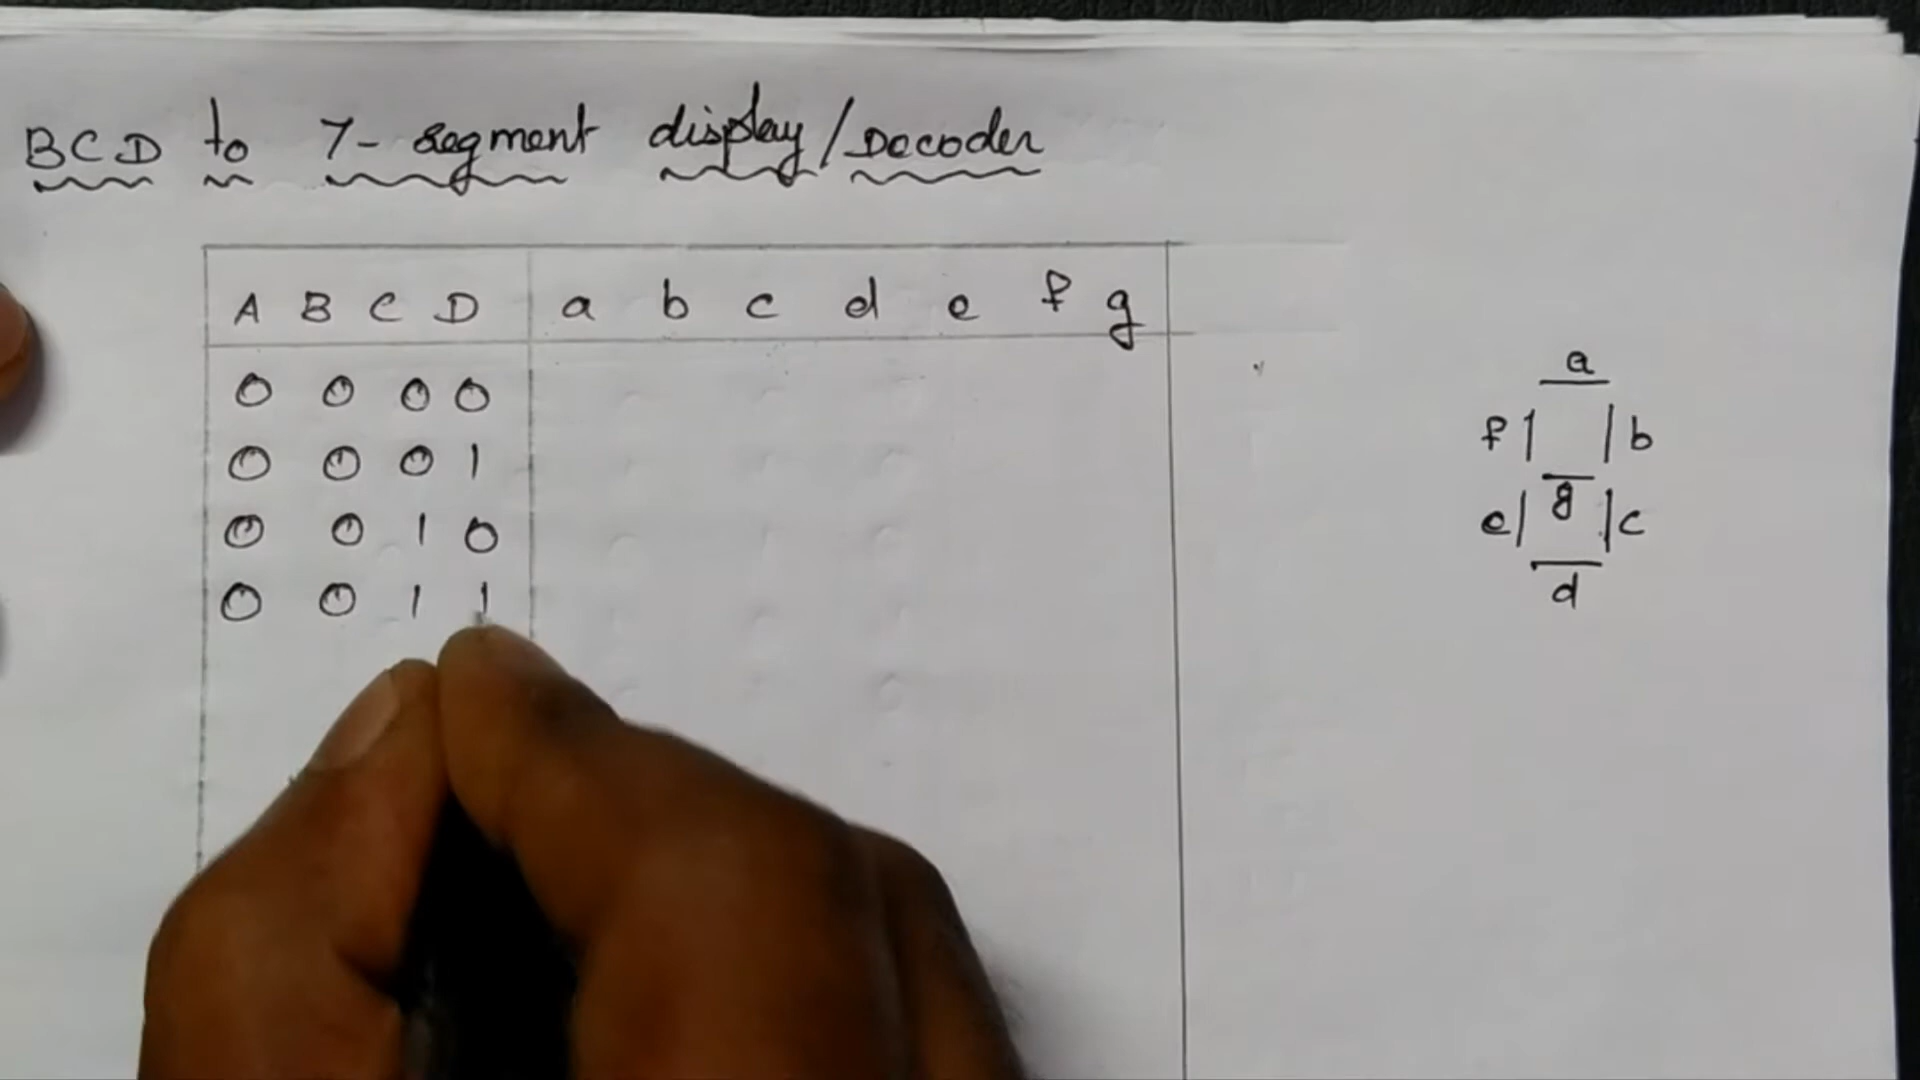 BCD to 7-segment display/Decoder
A B C D a b c d e f g
0 0 0 0
0 0 0 1
0 0 1 0
0 0 1 1
a
f b
g
e c
d